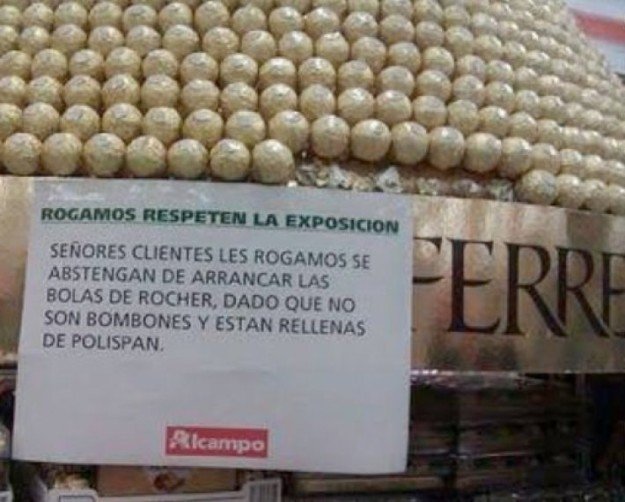 ROGAMOS RESPETEN LA EXPOSICION
SEÑORES CLIENTES LES ROGAMOS SE
ABSTENGAN DE ARRANCAR LAS
BOLAS DE ROCHER, DADO QUE NO
SON BOMBONES Y ESTAN RELLENAS
DE POLISPAN.
Alcampo
FERRE